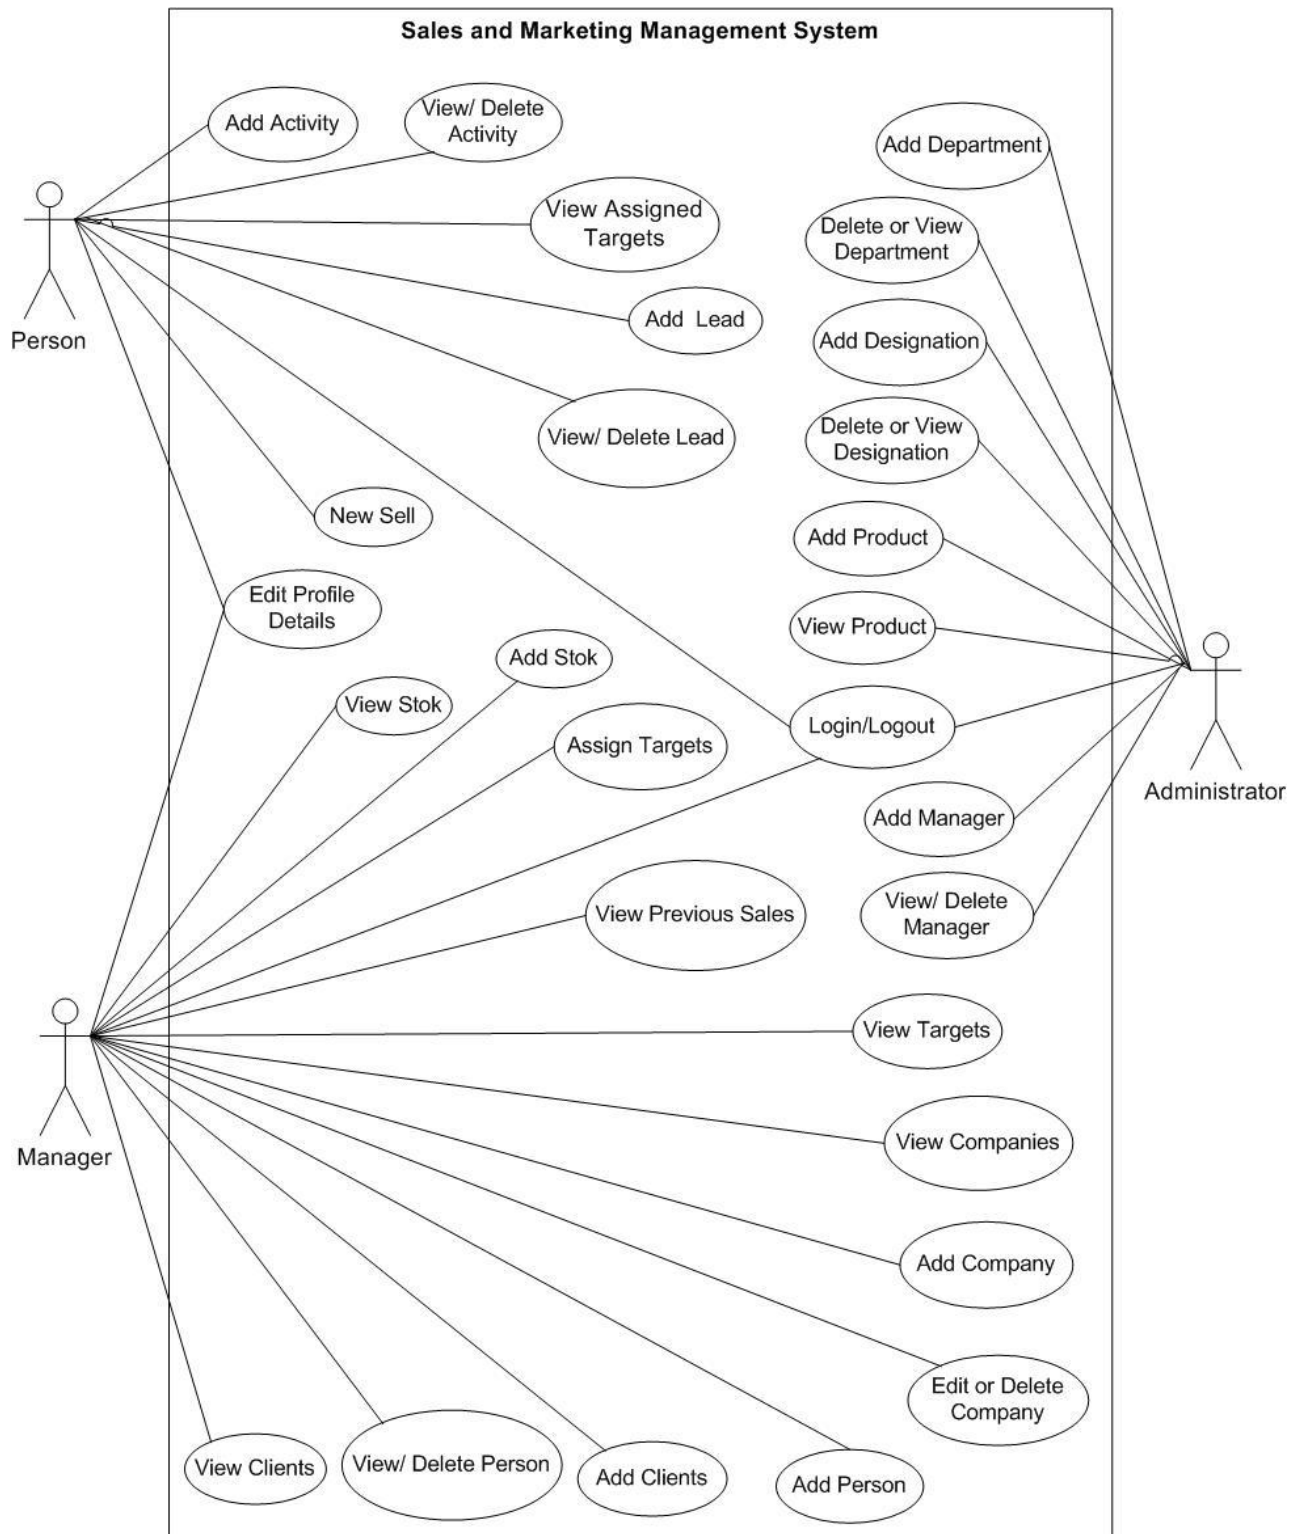 Sales and Marketing Management System
Add Activity
View/ Delete
Activity
Add Department
View Assigned
Targets
Delete or View
Department
Person
Add  Lead
Add Designation
View/ Delete Lead
Delete or View
Designation
New Sell
Add Product
Edit Profile
Details
View Product
Add Stok
View Stok
Assign Targets
Login/Logout
Administrator
Add Manager
View Previous Sales
View/ Delete
Manager
View Targets
Manager
View Companies
Add Company
Edit or Delete
Company
View Clients
View/ Delete Person
Add Clients
Add Person